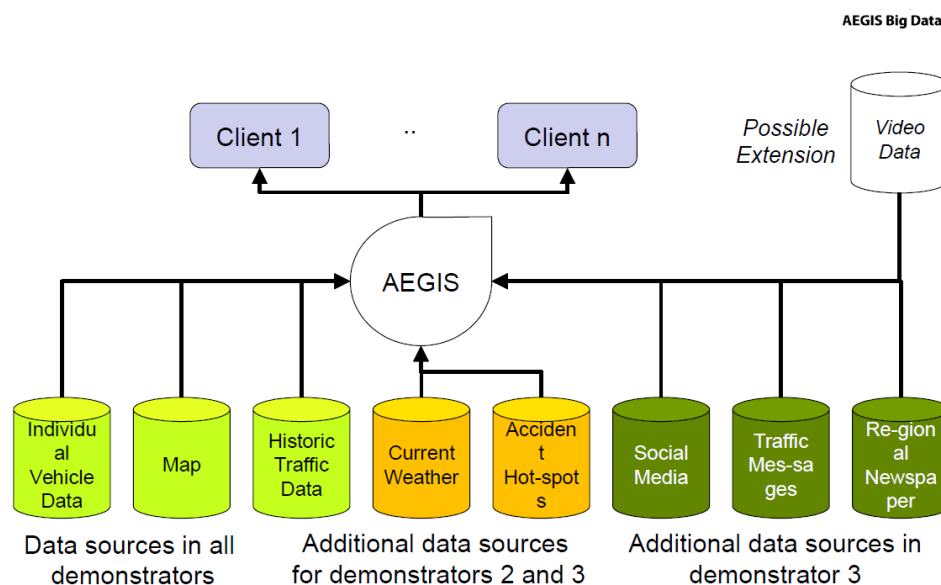 AEGIS Big Data
Client 1
..
Client n
Possible
Extension
Video
Data
AEGIS
Individu
al
Vehicle
Data
Map
Historic
Traffic
Data
Current
Weather
Acciden
t
Hot-spot
s
Social
Media
Traffic
Mes-sa
ges
Re-gion
al
Newspa
per
Data sources in all
demonstrators
Additional data sources
for demonstrators 2 and 3
Additional data sources in
demonstrator 3